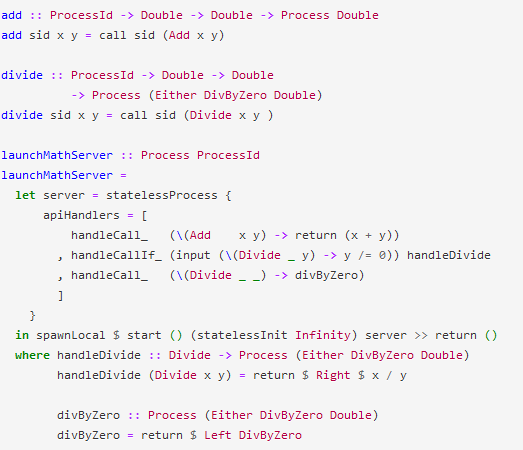 add :: ProcessId -> Double -> Double -> Process Double
add sid x y = call sid (Add x y)

divide :: ProcessId -> Double -> Double
          -> Process (Either DivByZero Double)
divide sid x y = call sid (Divide x y )

launchMathServer :: Process ProcessId
launchMathServer =
  let server = statelessProcess {
      apiHandlers = [
          handleCall_   (\(Add    x y) -> return (x + y))
        , handleCallIf_ (input (\(Divide _ y) -> y /= 0)) handleDivide
        , handleCall_   (\(Divide _ _) -> divByZero)
        ]
    }
  in spawnLocal $ start () (statelessInit Infinity) server >> return ()
  where handleDivide :: Divide -> Process (Either DivByZero Double)
        handleDivide (Divide x y) = return $ Right $ x / y

        divByZero :: Process (Either DivByZero Double)
        divByZero = return $ Left DivByZero